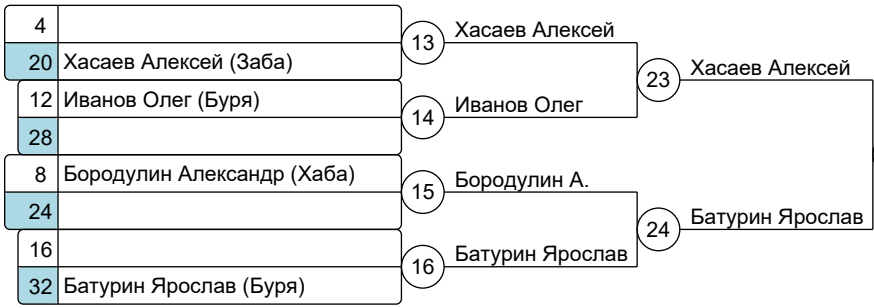 4
20 Хасаев Алексей (Заба)
12 Иванов Олег (Буря)
28
8 Бородулин Александр (Хаба)
24
16
32 Батурин Ярослав (Буря)
13 Хасаев Алексей
14 Иванов Олег
15 Бородулин А.
16 Батурин Ярослав
23 Хасаев Алексей
24 Батурин Ярослав